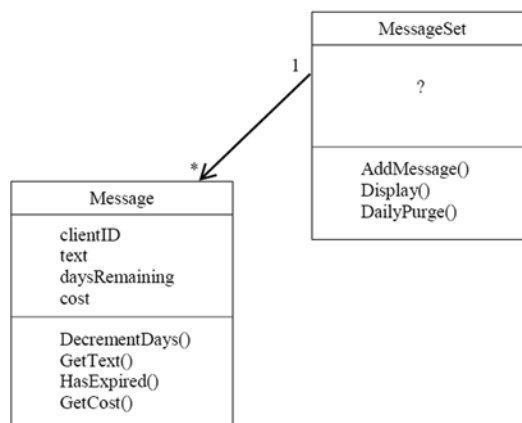 MessageSet
1
?
*
AddMessage()
Display()
DailyPurge()
Message
clientID
text
daysRemaining
cost
DecrementDays()
GetText()
HasExpired()
GetCost()